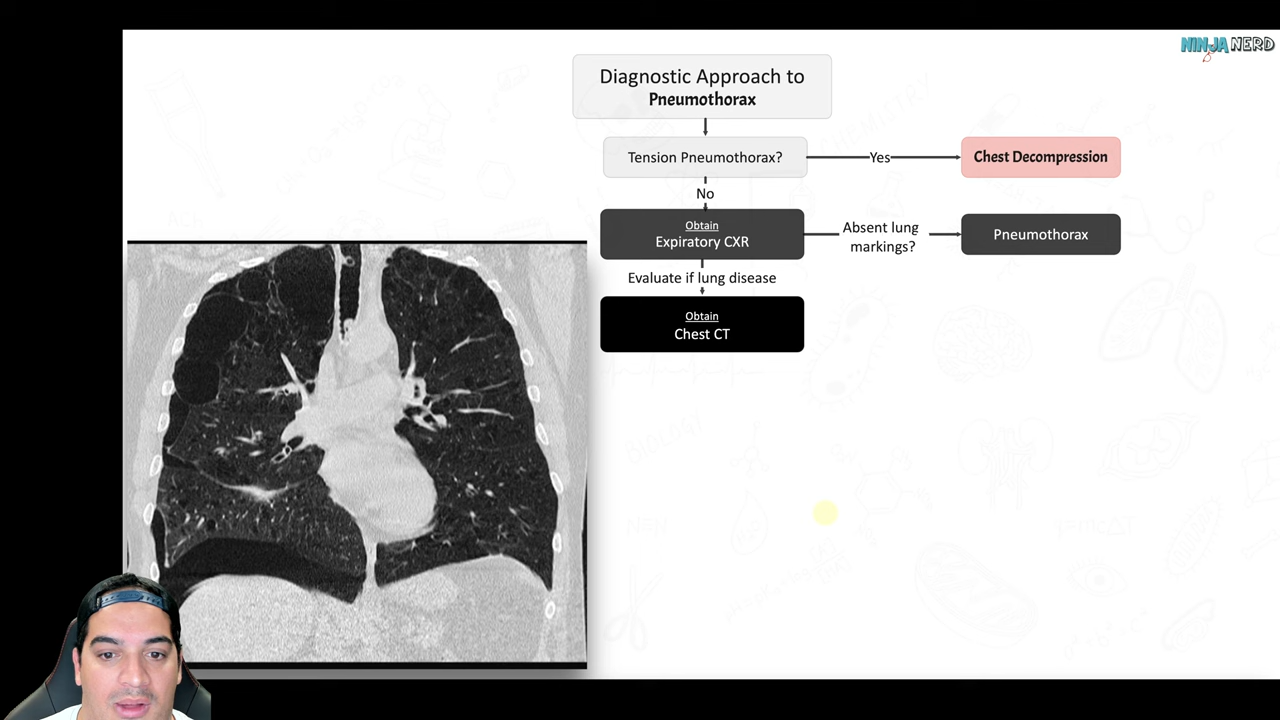 NINJA NERD
Diagnostic Approach to
Pneumothorax
Tension Pneumothorax?
Yes
Chest Decompression
No
Obtain
Expiratory CXR
Absent lung
markings?
Pneumothorax
Evaluate if lung disease
Obtain
Chest CT